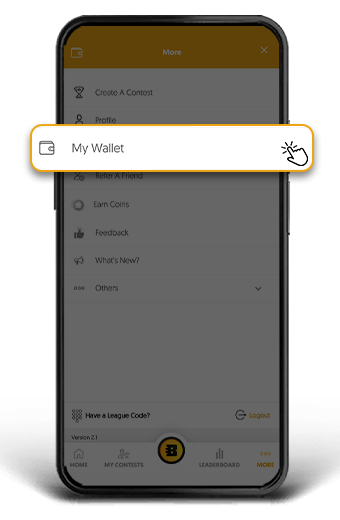 More
Create A Contest
Profile
My Wallet
Refer A Friend
Earn Coins
Feedback
What's New?
Others
Have a League Code?
Logout
Version 2.1
HOME
MY CONTESTS
B
LEADERBOARD
MORE